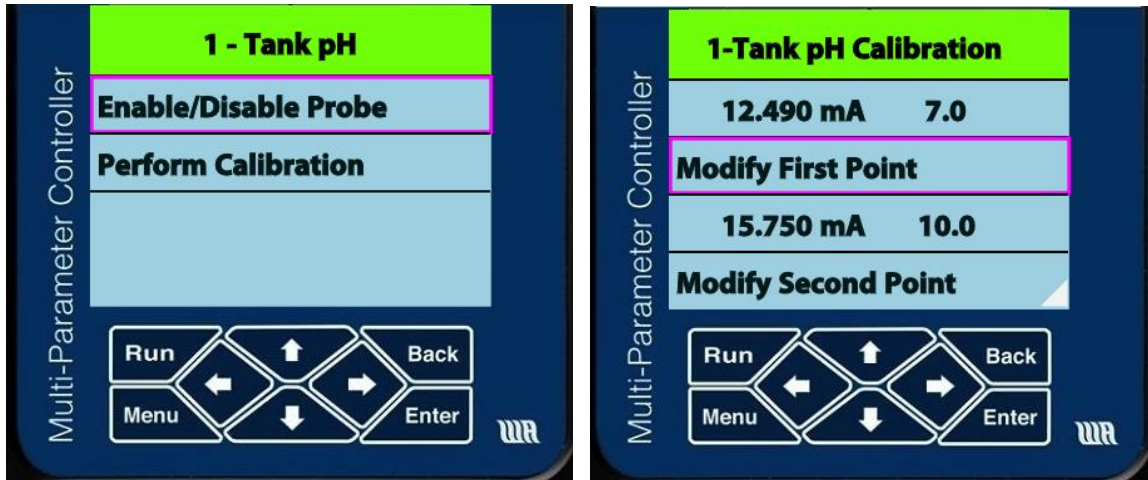 Multi-Parameter Controller
1 - Tank pH
Enable/Disable Probe
Perform Calibration
Run
Back
Menu
Enter
Multi-Parameter Controller
1-Tank pH Calibration
12.490 mA 7.0
Modify First Point
15.750 mA 10.0
Modify Second Point
Run
Back
Menu
Enter